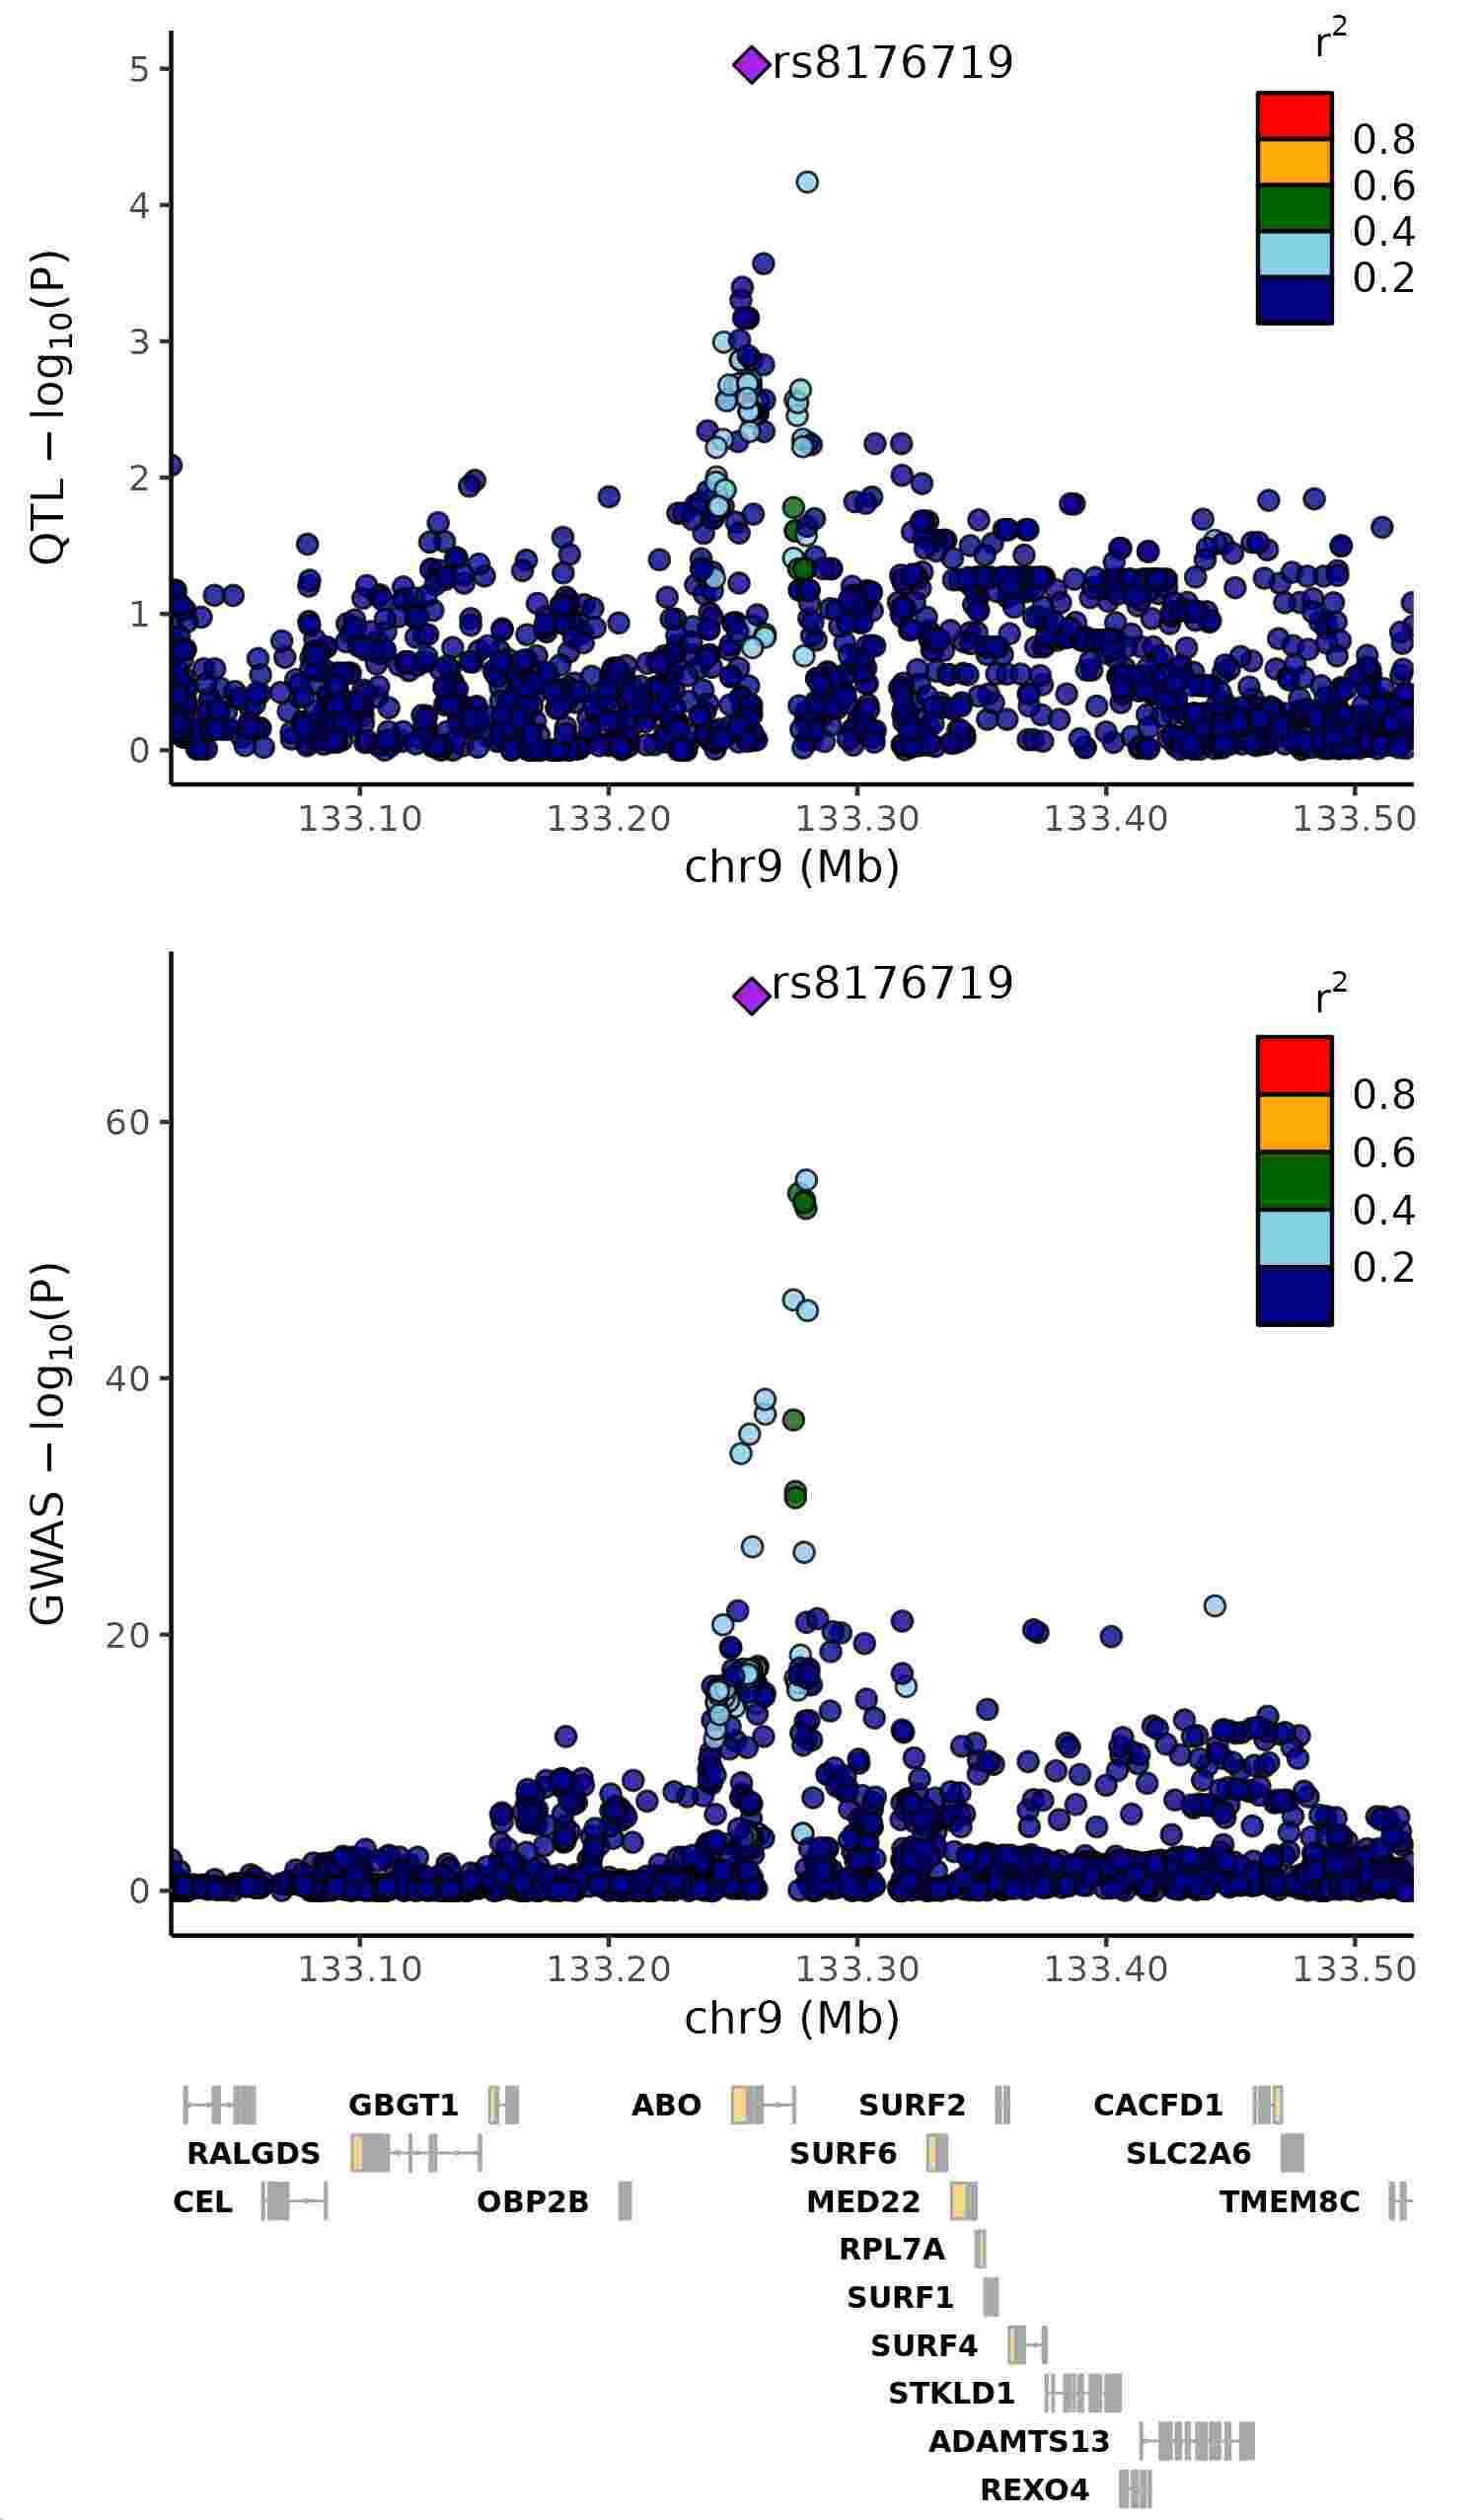 rs8176719
r²
0.8
0.6
0.4
0.2
5
4
3
2
1
0
QTL −log₁₀(P)
133.10 133.20 133.30 133.40 133.50
chr9 (Mb)
rs8176719
r²
0.8
0.6
0.4
0.2
60
40
20
0
GWAS −log₁₀(P)
133.10 133.20 133.30 133.40 133.50
chr9 (Mb)
GBGT1 ABO SURF2 CACFD1
RALGDS SURF6 SLC2A6
CEL OBP2B MED22 TMEM8C
RPL7A
SURF1
SURF4
STKLD1
ADAMTS13
REXO4